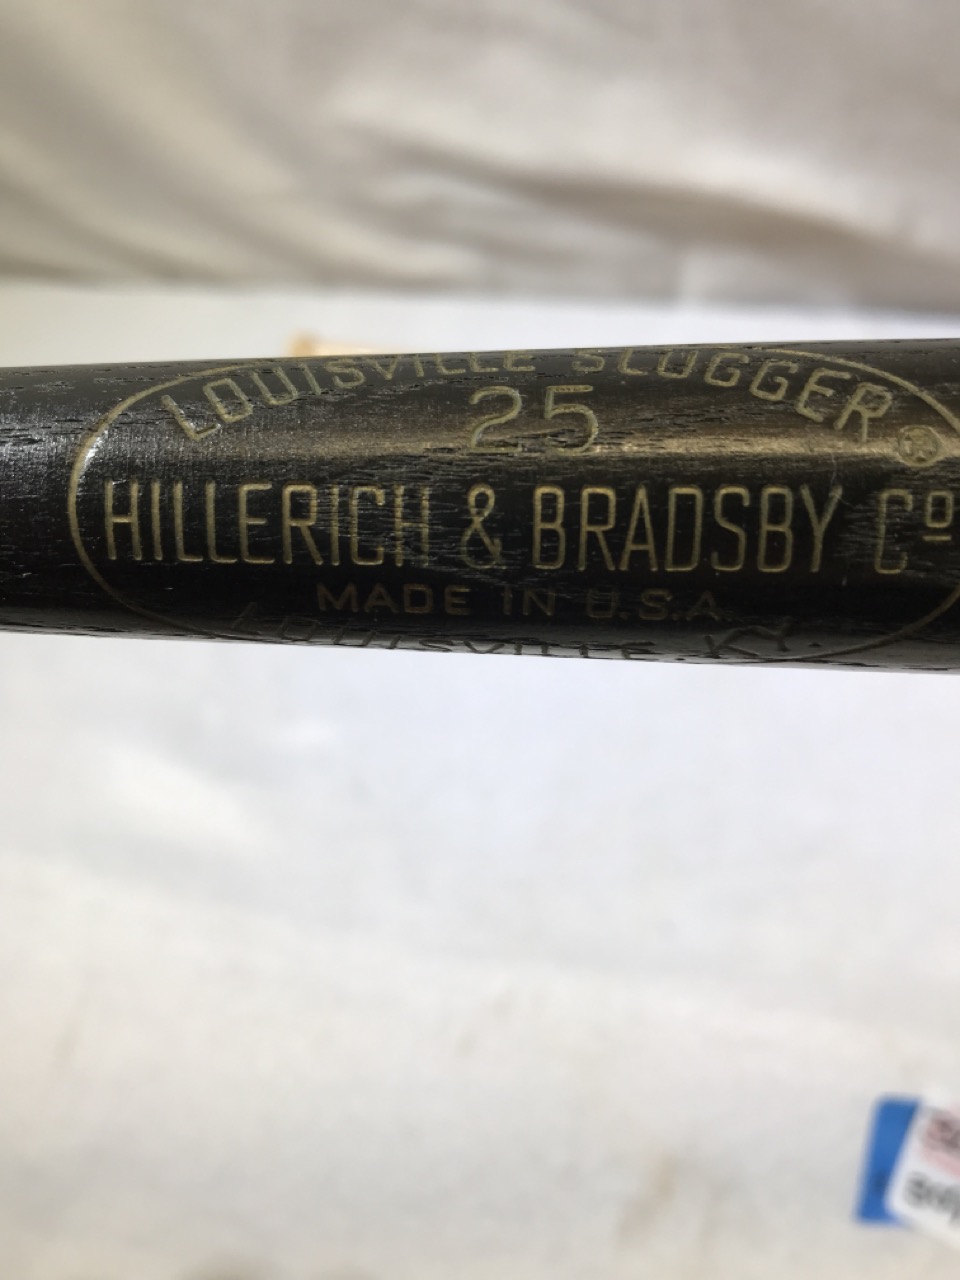 LOUISVILLE SLUGGER ®
25
HILLERICH & BRADSBY Cº
MADE IN U.S.A.
LOUISVILLE. KY.